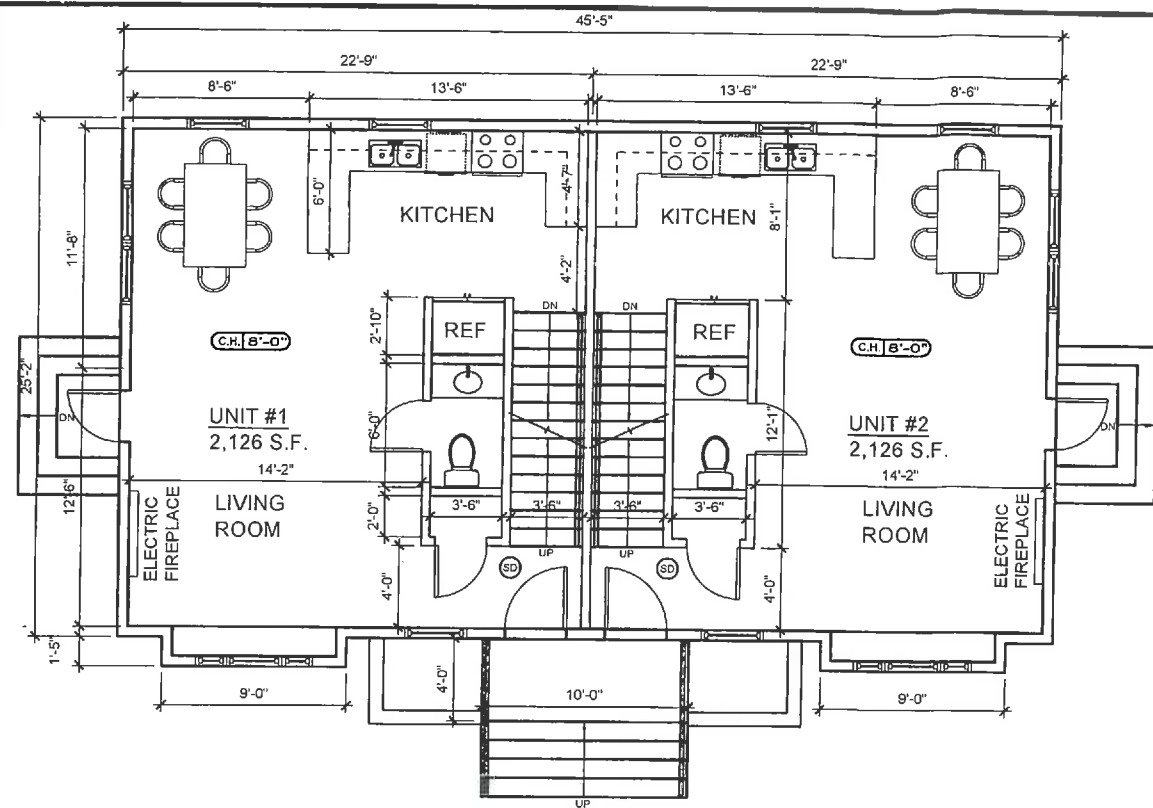 45'-5"
22'-9" 22'-9"
8'-6" 13'-6" 13'-6" 8'-6"
6'-0" 4'-7"
KITCHEN KITCHEN
8'-1"
11'-8"
4'-2"
DN DN
2'-10"
REF REF
C.H. 8'-0" C.H. 8'-0"
25'-2"
DN DN
UNIT #1 UNIT #2
2,126 S.F. 2,126 S.F.
6'-0" 12'-1"
14'-2" 14'-2"
12'-6"
LIVING LIVING
ROOM ROOM
ELECTRIC ELECTRIC
FIREPLACE FIREPLACE
2'-0" 3'-6" 3'-6" 3'-6" 3'-6"
UP UP
SD SD
4'-0" 4'-0"
1'-5"
4'-0"
9'-0" 10'-0" 9'-0"
UP